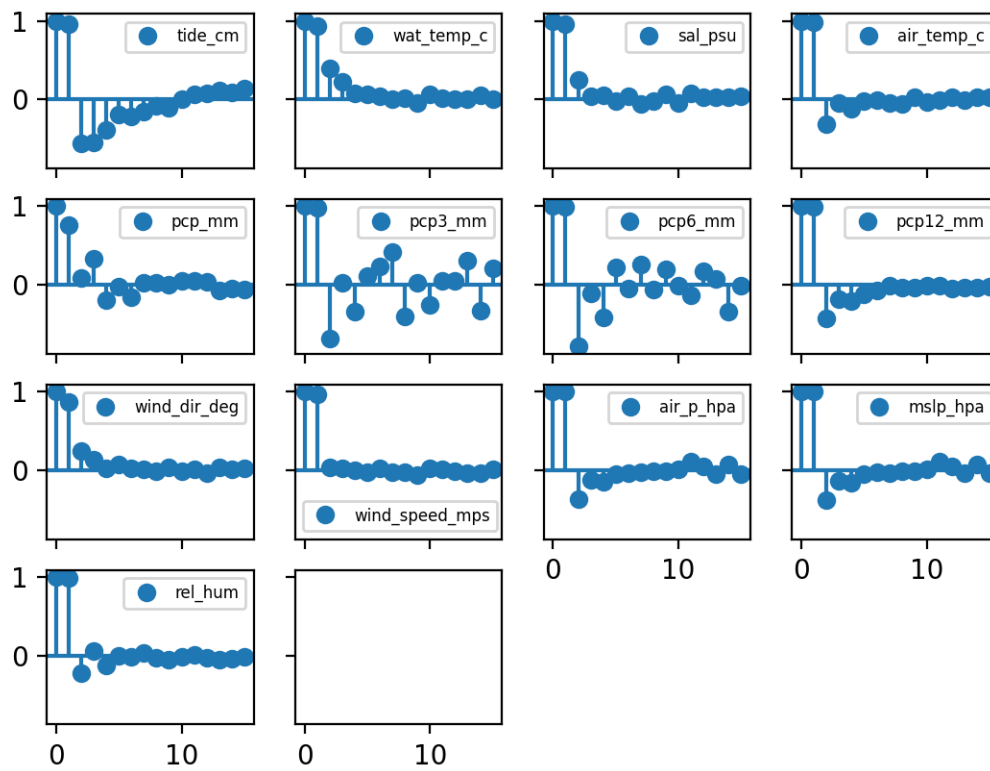 1 tide_cm wat_temp_c sal_psu air_temp_c
0
1 pcp_mm pcp3_mm pcp6_mm pcp12_mm
0
1 wind_dir_deg air_p_hpa mslp_hpa
0
wind_speed_mps
0 10 0 10
1 rel_hum
0
0 10 0 10